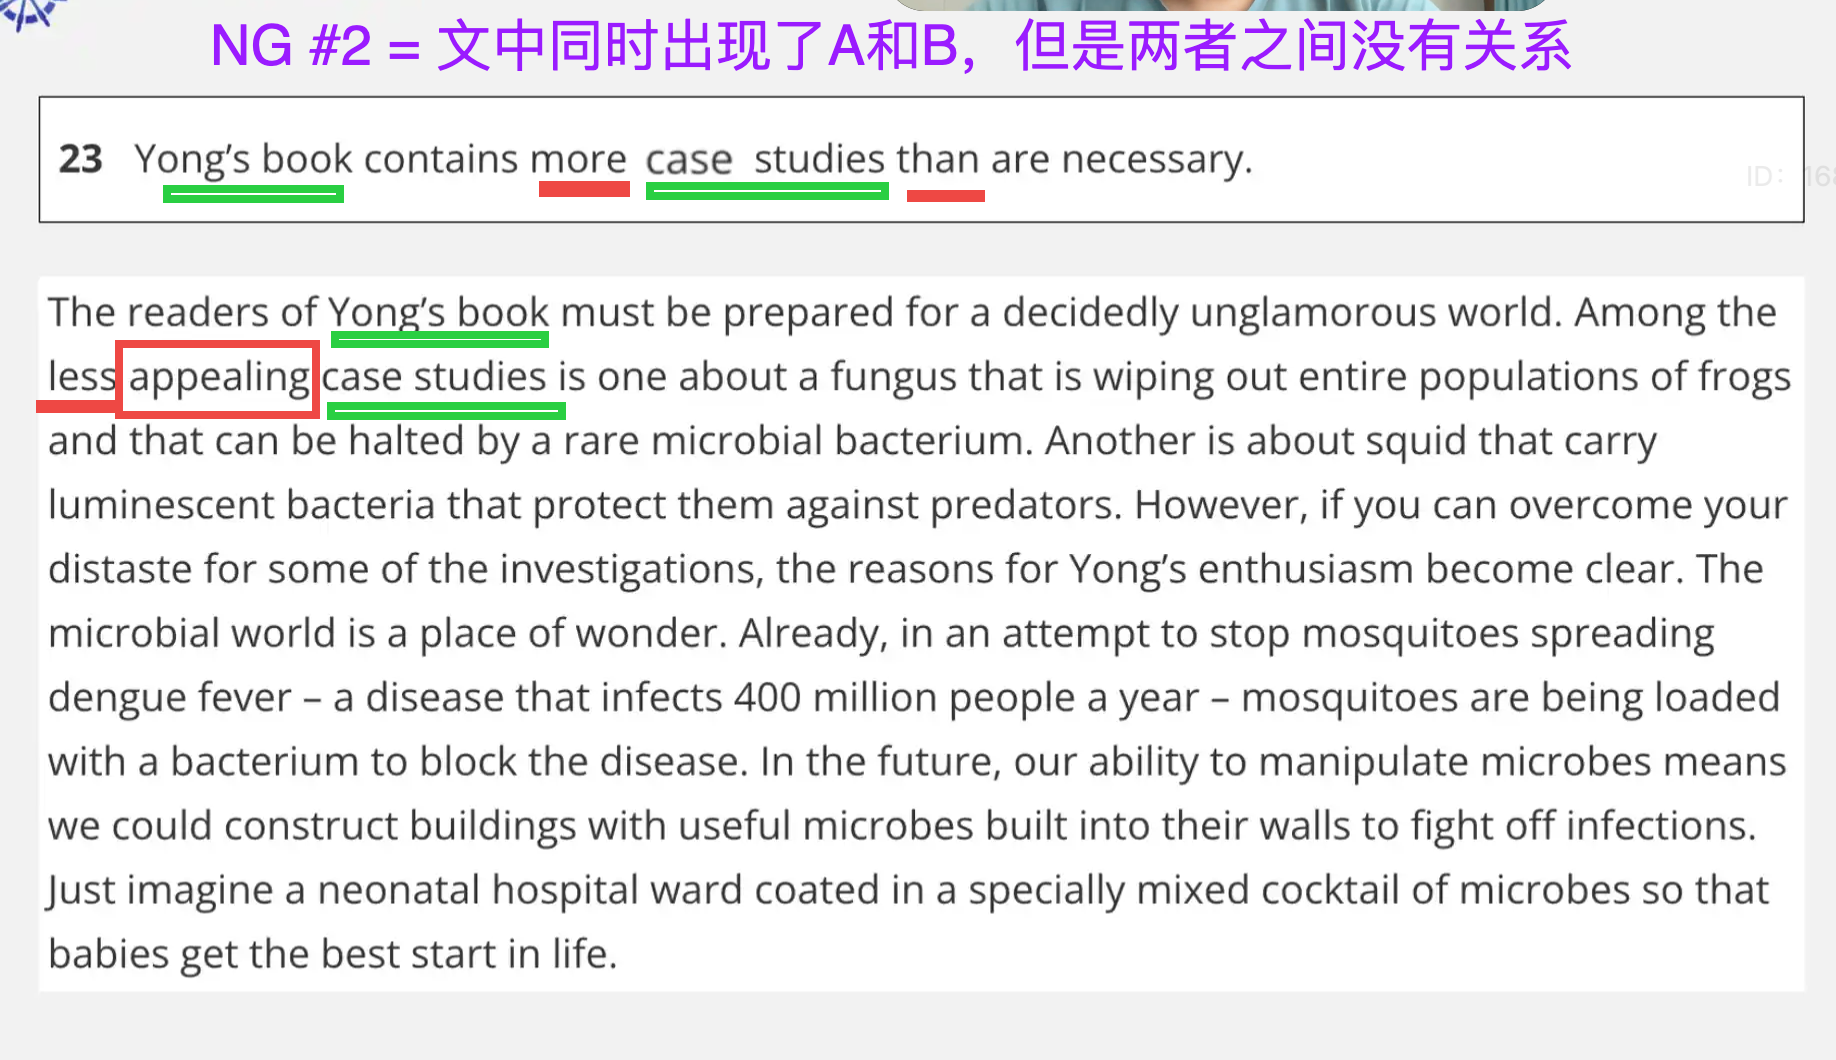 NG #2 = 文中同时出现了A和B，但是两者之间没有关系
23 Yong’s book contains more case studies than are necessary.
ID: 168
The readers of Yong’s book must be prepared for a decidedly unglamorous world. Among the
less appealing case studies is one about a fungus that is wiping out entire populations of frogs
and that can be halted by a rare microbial bacterium. Another is about squid that carry
luminescent bacteria that protect them against predators. However, if you can overcome your
distaste for some of the investigations, the reasons for Yong’s enthusiasm become clear. The
microbial world is a place of wonder. Already, in an attempt to stop mosquitoes spreading
dengue fever – a disease that infects 400 million people a year – mosquitoes are being loaded
with a bacterium to block the disease. In the future, our ability to manipulate microbes means
we could construct buildings with useful microbes built into their walls to fight off infections.
Just imagine a neonatal hospital ward coated in a specially mixed cocktail of microbes so that
babies get the best start in life.